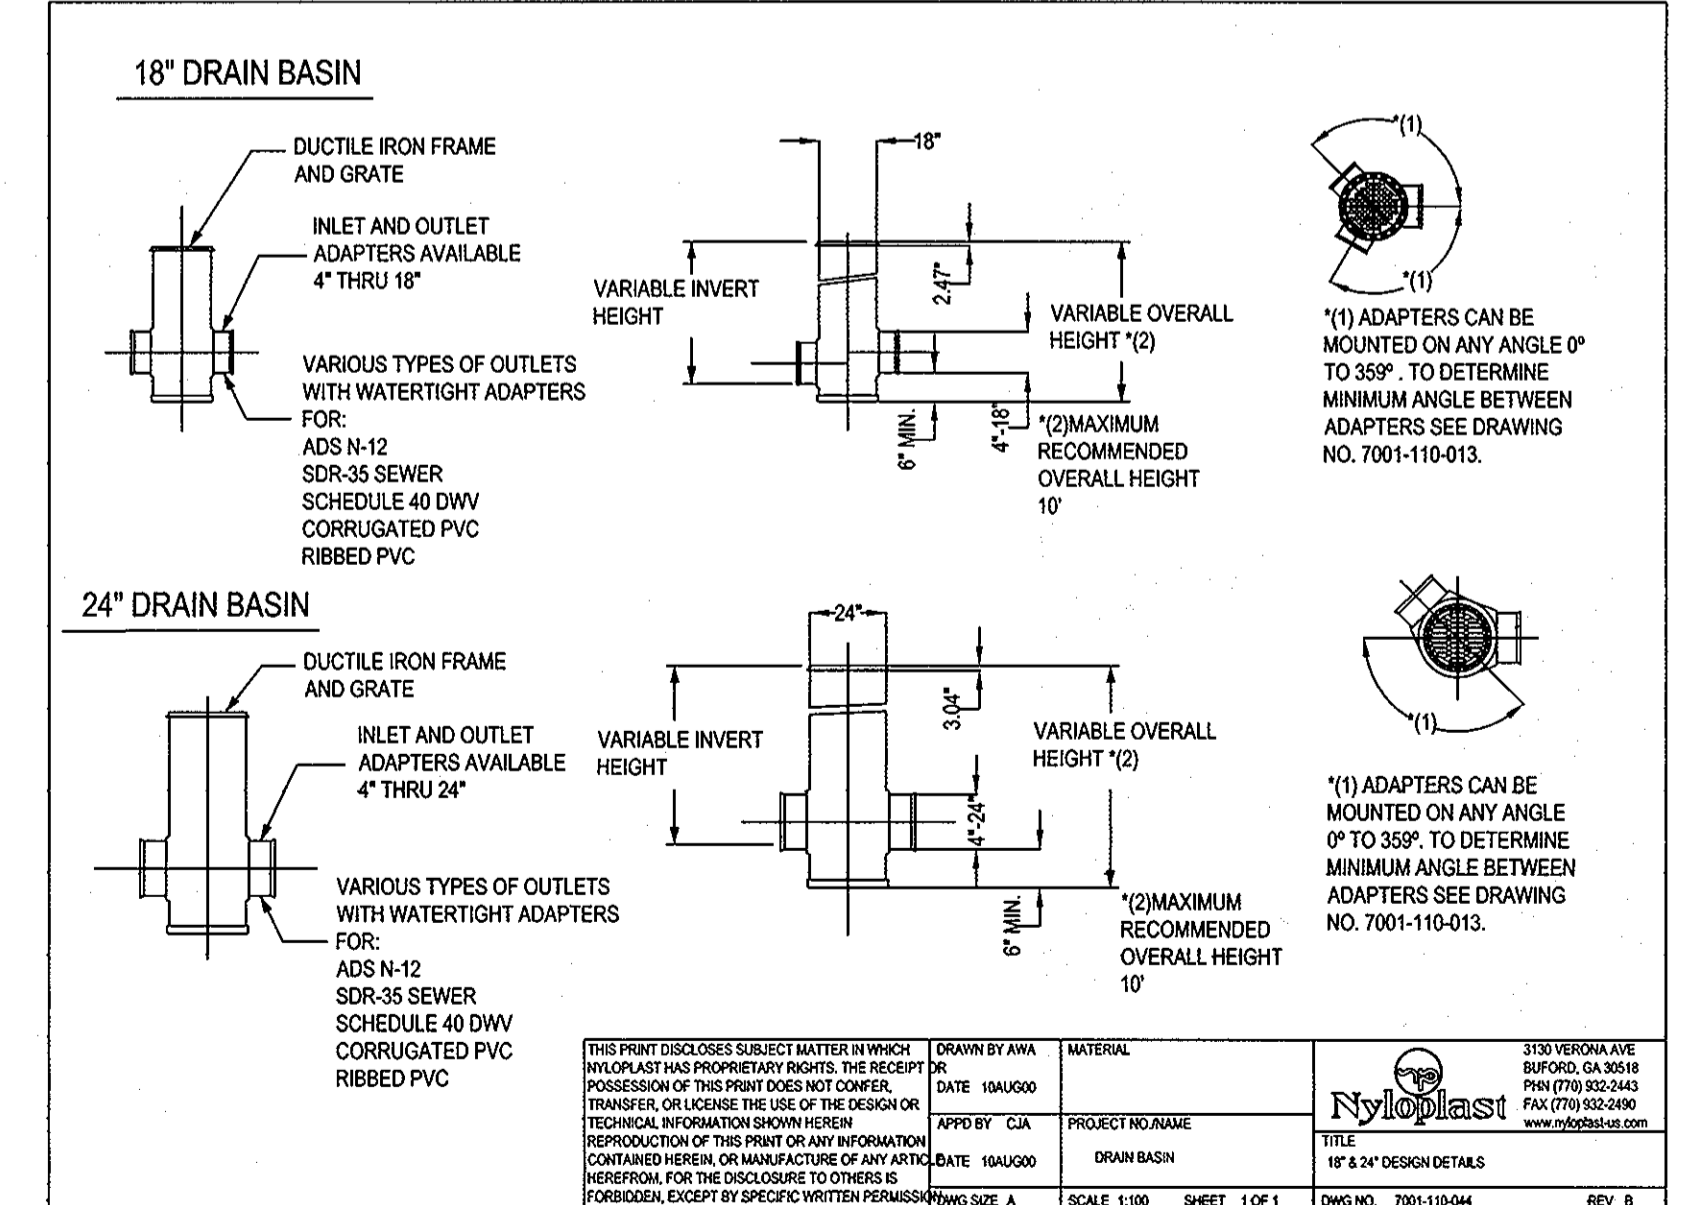 18" DRAIN BASIN
DUCTILE IRON FRAME
AND GRATE
INLET AND OUTLET
ADAPTERS AVAILABLE
4" THRU 18"
VARIOUS TYPES OF OUTLETS
WITH WATERTIGHT ADAPTERS
FOR:
ADS N-12
SDR-35 SEWER
SCHEDULE 40 DWV
CORRUGATED PVC
RIBBED PVC
18"
VARIABLE INVERT
HEIGHT
2.47"
VARIABLE OVERALL
HEIGHT *(2)
6" MIN.
4"-18"
*(2)MAXIMUM
RECOMMENDED
OVERALL HEIGHT
10'
*(1)
*(1)
*(1) ADAPTERS CAN BE
MOUNTED ON ANY ANGLE 0°
TO 359° . TO DETERMINE
MINIMUM ANGLE BETWEEN
ADAPTERS SEE DRAWING
NO. 7001-110-013.
24" DRAIN BASIN
DUCTILE IRON FRAME
AND GRATE
INLET AND OUTLET
ADAPTERS AVAILABLE
4" THRU 24"
VARIOUS TYPES OF OUTLETS
WITH WATERTIGHT ADAPTERS
FOR:
ADS N-12
SDR-35 SEWER
SCHEDULE 40 DWV
CORRUGATED PVC
RIBBED PVC
24"
VARIABLE INVERT
HEIGHT
3.04"
VARIABLE OVERALL
HEIGHT *(2)
4"-24"
6" MIN.
*(2)MAXIMUM
RECOMMENDED
OVERALL HEIGHT
10'
*(1)
*(1) ADAPTERS CAN BE
MOUNTED ON ANY ANGLE
0° TO 359°. TO DETERMINE
MINIMUM ANGLE BETWEEN
ADAPTERS SEE DRAWING
NO. 7001-110-013.
THIS PRINT DISCLOSES SUBJECT MATTER IN WHICH
NYLOPLAST HAS PROPRIETARY RIGHTS. THE RECEIPT OR
POSSESSION OF THIS PRINT DOES NOT CONFER,
TRANSFER, OR LICENSE THE USE OF THE DESIGN OR
TECHNICAL INFORMATION SHOWN HEREIN
REPRODUCTION OF THIS PRINT OR ANY INFORMATION
CONTAINED HEREIN, OR MANUFACTURE OF ANY ARTICLE
HEREFROM, FOR THE DISCLOSURE TO OTHERS IS
FORBIDDEN, EXCEPT BY SPECIFIC WRITTEN PERMISSION
DRAWN BY AWA
DATE 10AUG00
APPD BY CJA
DATE 10AUG00
DWG SIZE A
MATERIAL
PROJECT NO./NAME
DRAIN BASIN
SCALE 1:100 SHEET 1 OF 1
Nyloplast
3130 VERONA AVE
BUFORD, GA 30518
PHN (770) 932-2443
FAX (770) 932-2490
www.nyloplast-us.com
TITLE
18" & 24" DESIGN DETAILS
DWG NO. 7001-110-044 REV B